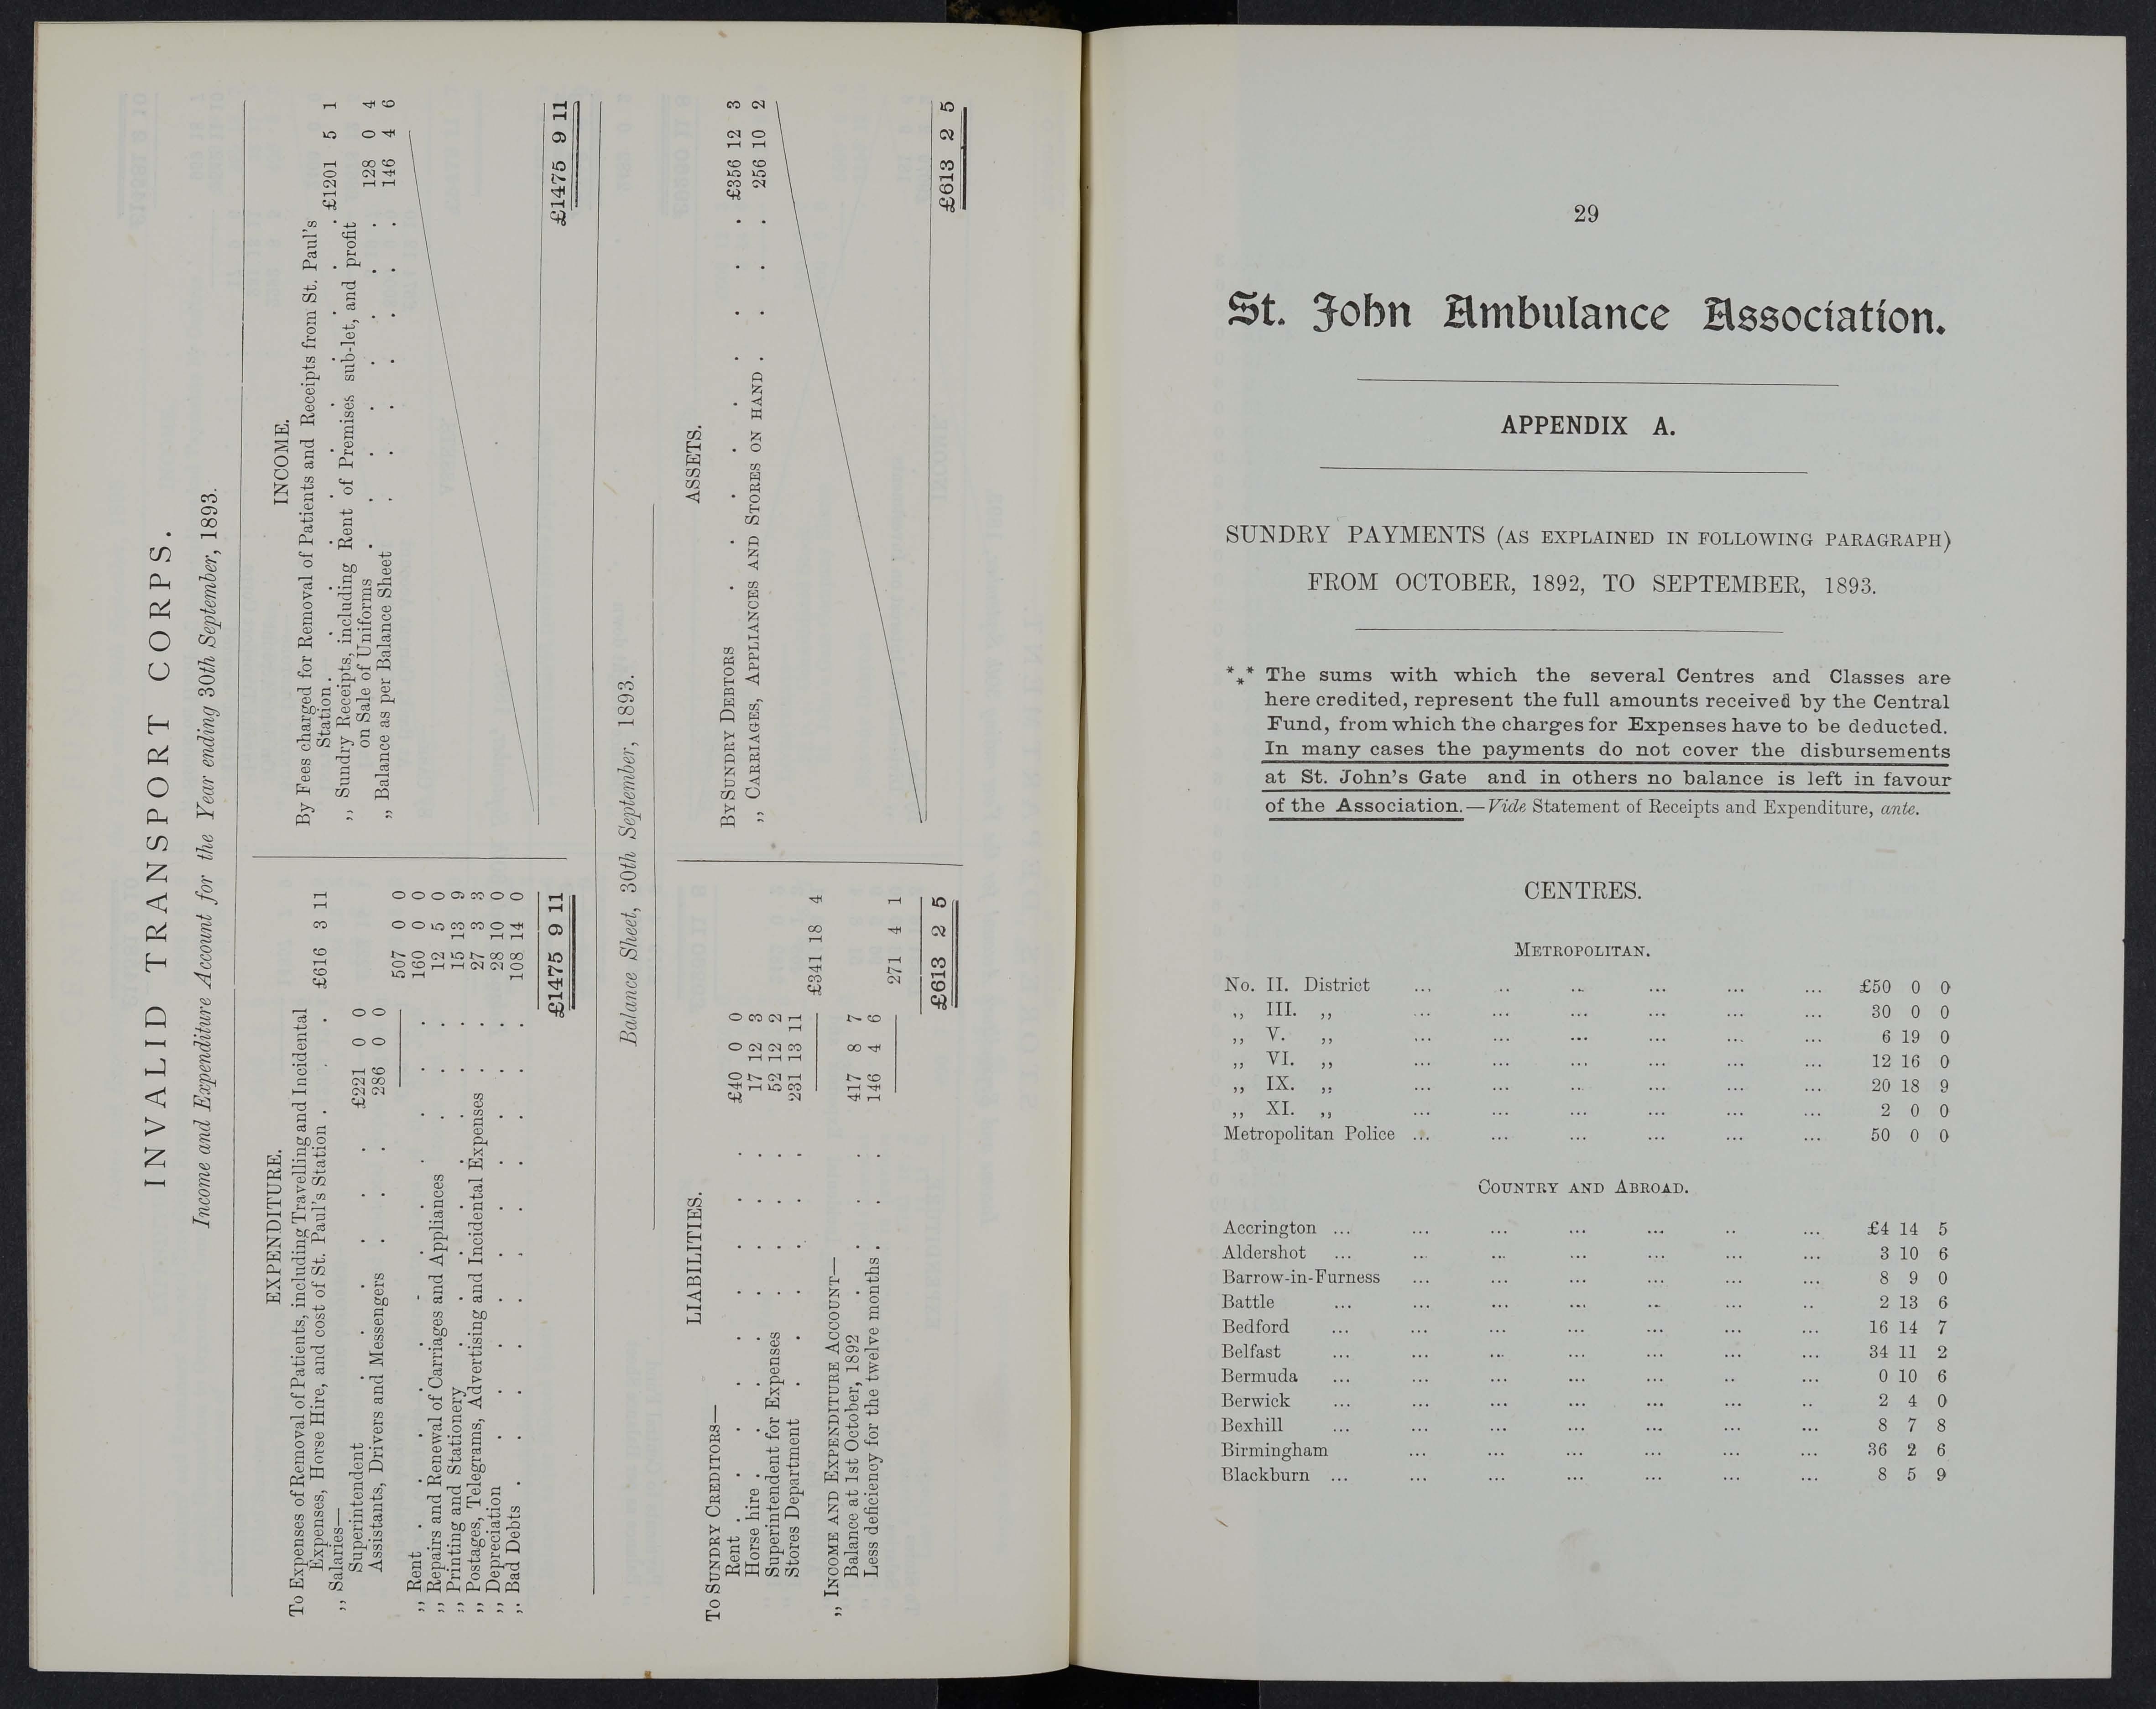 INVALID TRANSPORT CORPS.
Income and Expenditure Account for the Year ending 30th September, 1893.
EXPENDITURE.
To Expenses of Removal of Patients, including Travelling and Incidental
Expenses, Horse Hire, and cost of St. Paul's Station . . £616 3 11
,, Salaries—
Superintendent . . . . £221 0 0
Assistants, Drivers and Messengers . . . 286 0 0
507 0 0
,, Rent . . . . . . . 160 0 0
,, Repairs and Renewal of Carriages and Appliances . . . 12 5 0
,, Printing and Stationery . . . . . 15 13 9
,, Postages, Telegrams, Advertising and Incidental Expenses . . 27 3 3
,, Depreciation . . . . . . 28 10 0
,, Bad Debts . . . . . . . 108 14 0
£1475 9 11
INCOME.
By Fees charged for Removal of Patients and Receipts from St. Paul's
Station . . . . . . . £1201 5 1
,, Sundry Receipts, including Rent of Premises sub-let, and profit
on Sale of Uniforms . . . . . . 128 0 4
,, Balance as per Balance Sheet . . . . . 146 4 6
£1475 9 11
Balance Sheet, 30th September, 1893.
LIABILITIES.
To SUNDRY CREDITORS—
Rent . . . . . . . £40 0 0
Horse hire . . . . . . 17 12 3
Superintendent for Expenses . . . . 52 12 2
Stores Department . . . . . 231 13 11
£341 18 4
,, INCOME AND EXPENDITURE ACCOUNT—
Balance at 1st October, 1892 . . . . 417 8 7
Less deficiency for the twelve months . . . 146 4 6
271 4 1
£613 2 5
ASSETS.
By SUNDRY DEBTORS . . . . . . . £356 12 3
,, CARRIAGES, APPLIANCES AND STORES ON HAND . . . . 256 10 2
£613 2 5
29
St. John Ambulance Association.
APPENDIX A.
SUNDRY PAYMENTS (AS EXPLAINED IN FOLLOWING PARAGRAPH)
FROM OCTOBER, 1892, TO SEPTEMBER, 1893.
*** The sums with which the several Centres and Classes are
here credited, represent the full amounts received by the Central
Fund, from which the charges for Expenses have to be deducted.
In many cases the payments do not cover the disbursements
at St. John's Gate and in others no balance is left in favour
of the Association.—Vide Statement of Receipts and Expenditure, ante.
CENTRES.
METROPOLITAN.
No. II. District ... ... ... ... ... ... £50 0 0
,, III. ,, ... ... ... ... ... ... 30 0 0
,, V. ,, ... ... ... ... ... ... 6 19 0
,, VI. ,, ... ... ... ... ... ... 12 16 0
,, IX. ,, ... ... ... ... ... ... 20 18 9
,, XI. ,, ... ... ... ... ... ... 2 0 0
Metropolitan Police ... ... ... ... ... ... 50 0 0
COUNTRY AND ABROAD.
Accrington ... ... ... ... ... ... ... £4 14 5
Aldershot ... ... ... ... ... ... ... 3 10 6
Barrow-in-Furness ... ... ... ... ... ... 8 9 0
Battle ... ... ... ... ... ... ... 2 13 6
Bedford ... ... ... ... ... ... ... 16 14 7
Belfast ... ... ... ... ... ... ... 34 11 2
Bermuda ... ... ... ... ... ... ... 0 10 6
Berwick ... ... ... ... ... ... ... 2 4 0
Bexhill ... ... ... ... ... ... ... 8 7 8
Birmingham ... ... ... ... ... ... 36 2 6
Blackburn ... ... ... ... ... ... ... 8 5 9